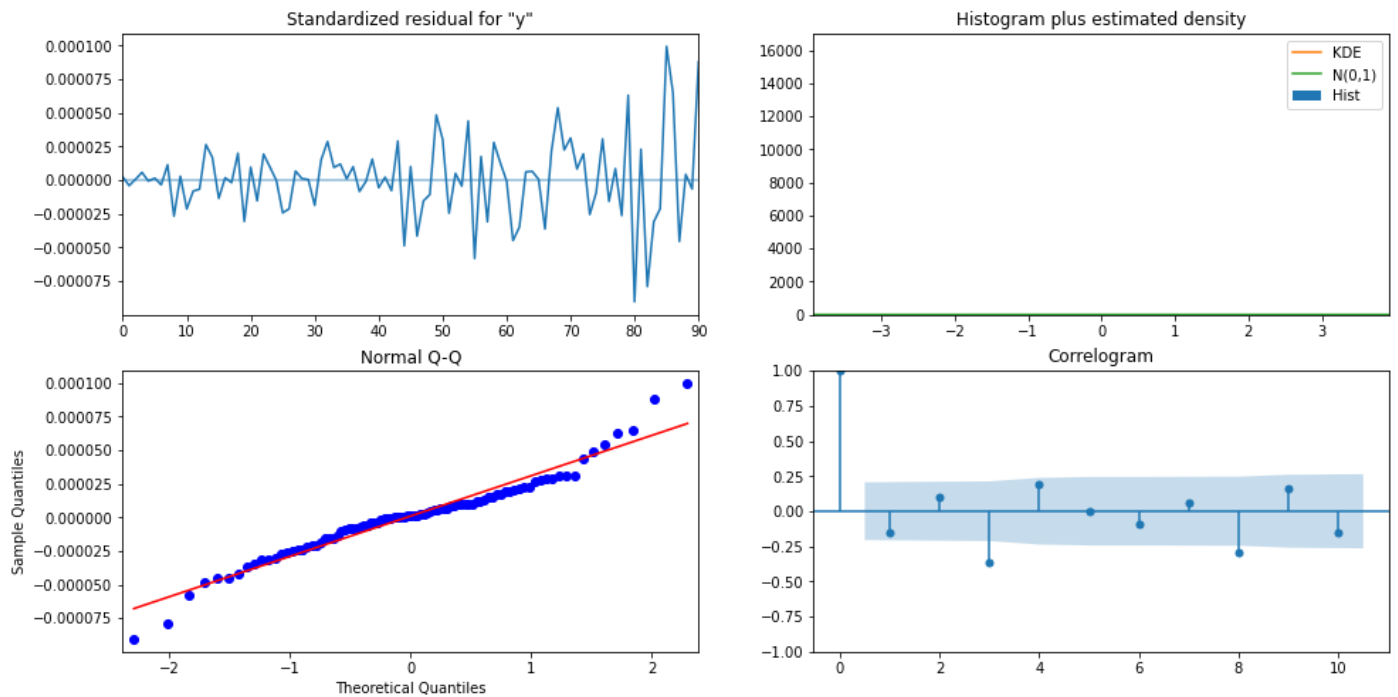 Standardized residual for "y"
0.000100
0.000075
0.000050
0.000025
0.000000
−0.000025
−0.000050
−0.000075
0 10 20 30 40 50 60 70 80 90
Histogram plus estimated density
KDE
N(0,1)
Hist
16000
14000
12000
10000
8000
6000
4000
2000
0
−3 −2 −1 0 1 2 3
Normal Q-Q
Sample Quantiles
0.000100
0.000075
0.000050
0.000025
0.000000
−0.000025
−0.000050
−0.000075
−2 −1 0 1 2
Theoretical Quantiles
Correlogram
1.00
0.75
0.50
0.25
0.00
−0.25
−0.50
−0.75
−1.00
0 2 4 6 8 10